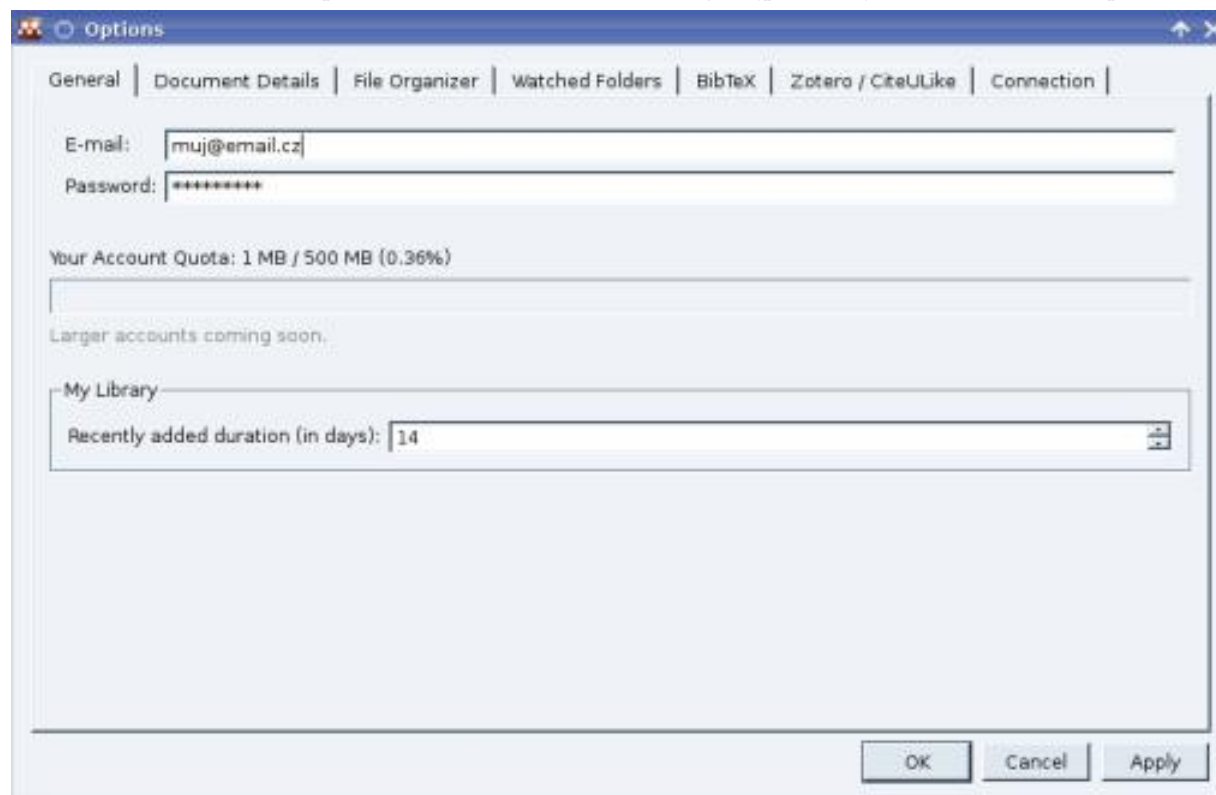 Options
General Document Details File Organizer Watched Folders BibTeX Zotero / CiteULike Connection
E-mail: muj@email.cz
Password: *********
Your Account Quota: 1 MB / 500 MB (0.36%)
Larger accounts coming soon.
My Library
Recently added duration (in days): 14
OK Cancel Apply